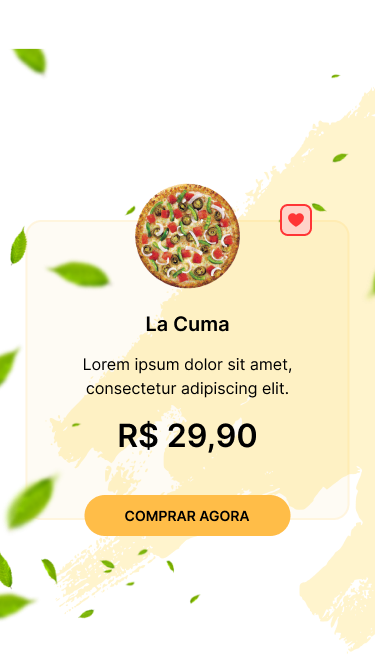 La Cuma
Lorem ipsum dolor sit amet,
consectetur adipiscing elit.
R$ 29,90
COMPRAR AGORA